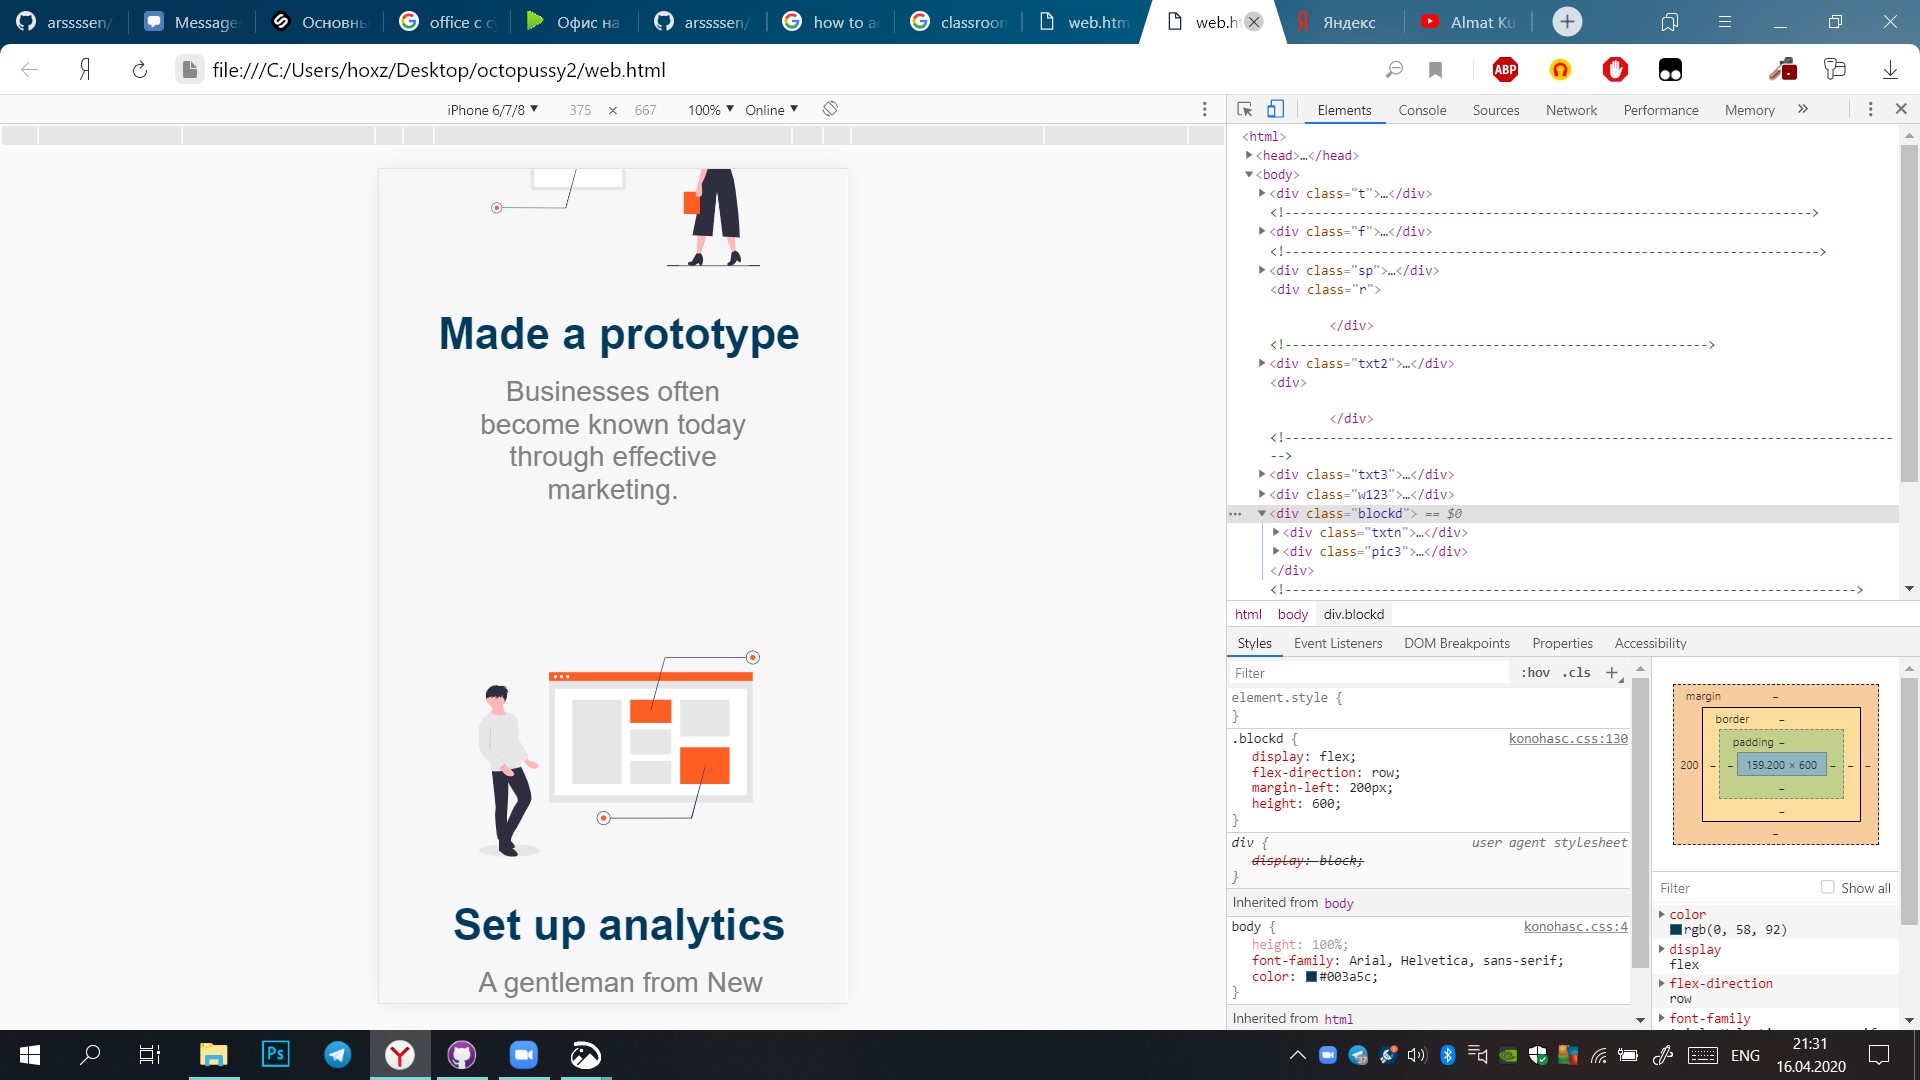 arssssen/
Message
Основнь
office с с
Офис на
arssssen/
how to a
classroon
web.htm
web.ht
Яндекс
Almat Ku
file:///C:/Users/hoxz/Desktop/octopussy2/web.html
ABP
iPhone 6/7/8 ▼ 375 × 667 100% ▼ Online ▼
Elements Console Sources Network Performance Memory »
Made a prototype
Businesses often
become known today
through effective
marketing.
Set up analytics
A gentleman from New
<html>
<head>…</head>
<body>
<div class="t">…</div>
<!------------------------------------------------------------------------>
<div class="f">…</div>
<!------------------------------------------------------------------------->
<div class="sp">…</div>
<div class="r">
</div>
<!---------------------------------------------------------->
<div class="txt2">…</div>
<div>
</div>
<!-----------------------------------------------------------------------------------
-->
<div class="txt3">…</div>
<div class="w123">…</div>
<div class="blockd"> == $0
<div class="txtn">…</div>
<div class="pic3">…</div>
</div>
<!------------------------------------------------------------------------------>
html body div.blockd
Styles Event Listeners DOM Breakpoints Properties Accessibility
Filter :hov .cls +
element.style {
}
.blockd { konohasc.css:130
display: flex;
flex-direction: row;
margin-left: 200px;
height: 600;
}
div { user agent stylesheet
display: block;
}
Inherited from body
body { konohasc.css:4
height: 100%;
font-family: Arial, Helvetica, sans-serif;
color: #003a5c;
}
Inherited from html
margin –
border –
padding –
200 – – 159.200 × 600 – – –
–
–
–
Filter Show all
color
rgb(0, 58, 92)
display
flex
flex-direction
row
font-family
Ps
ENG
21:31
16.04.2020